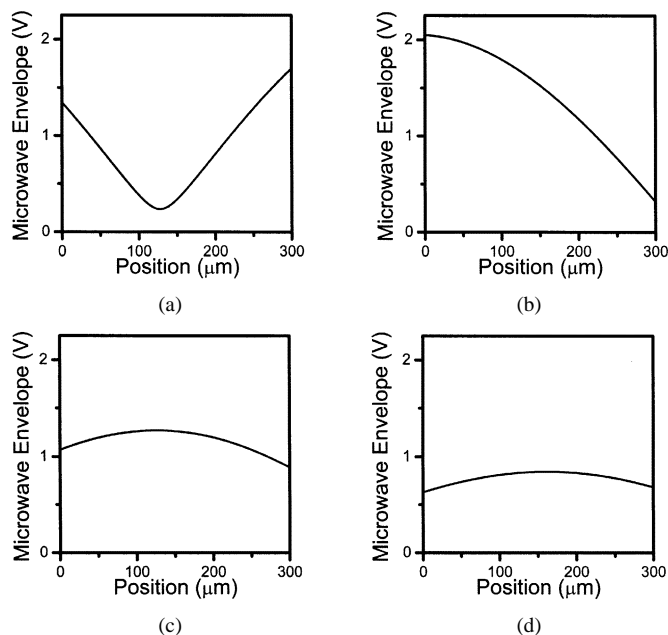 Microwave Envelope (V)
2
1
0
0 100 200 300
Position (μm)
(a)
Microwave Envelope (V)
2
1
0
0 100 200 300
Position (μm)
(b)
Microwave Envelope (V)
2
1
0
0 100 200 300
Position (μm)
(c)
Microwave Envelope (V)
2
1
0
0 100 200 300
Position (μm)
(d)